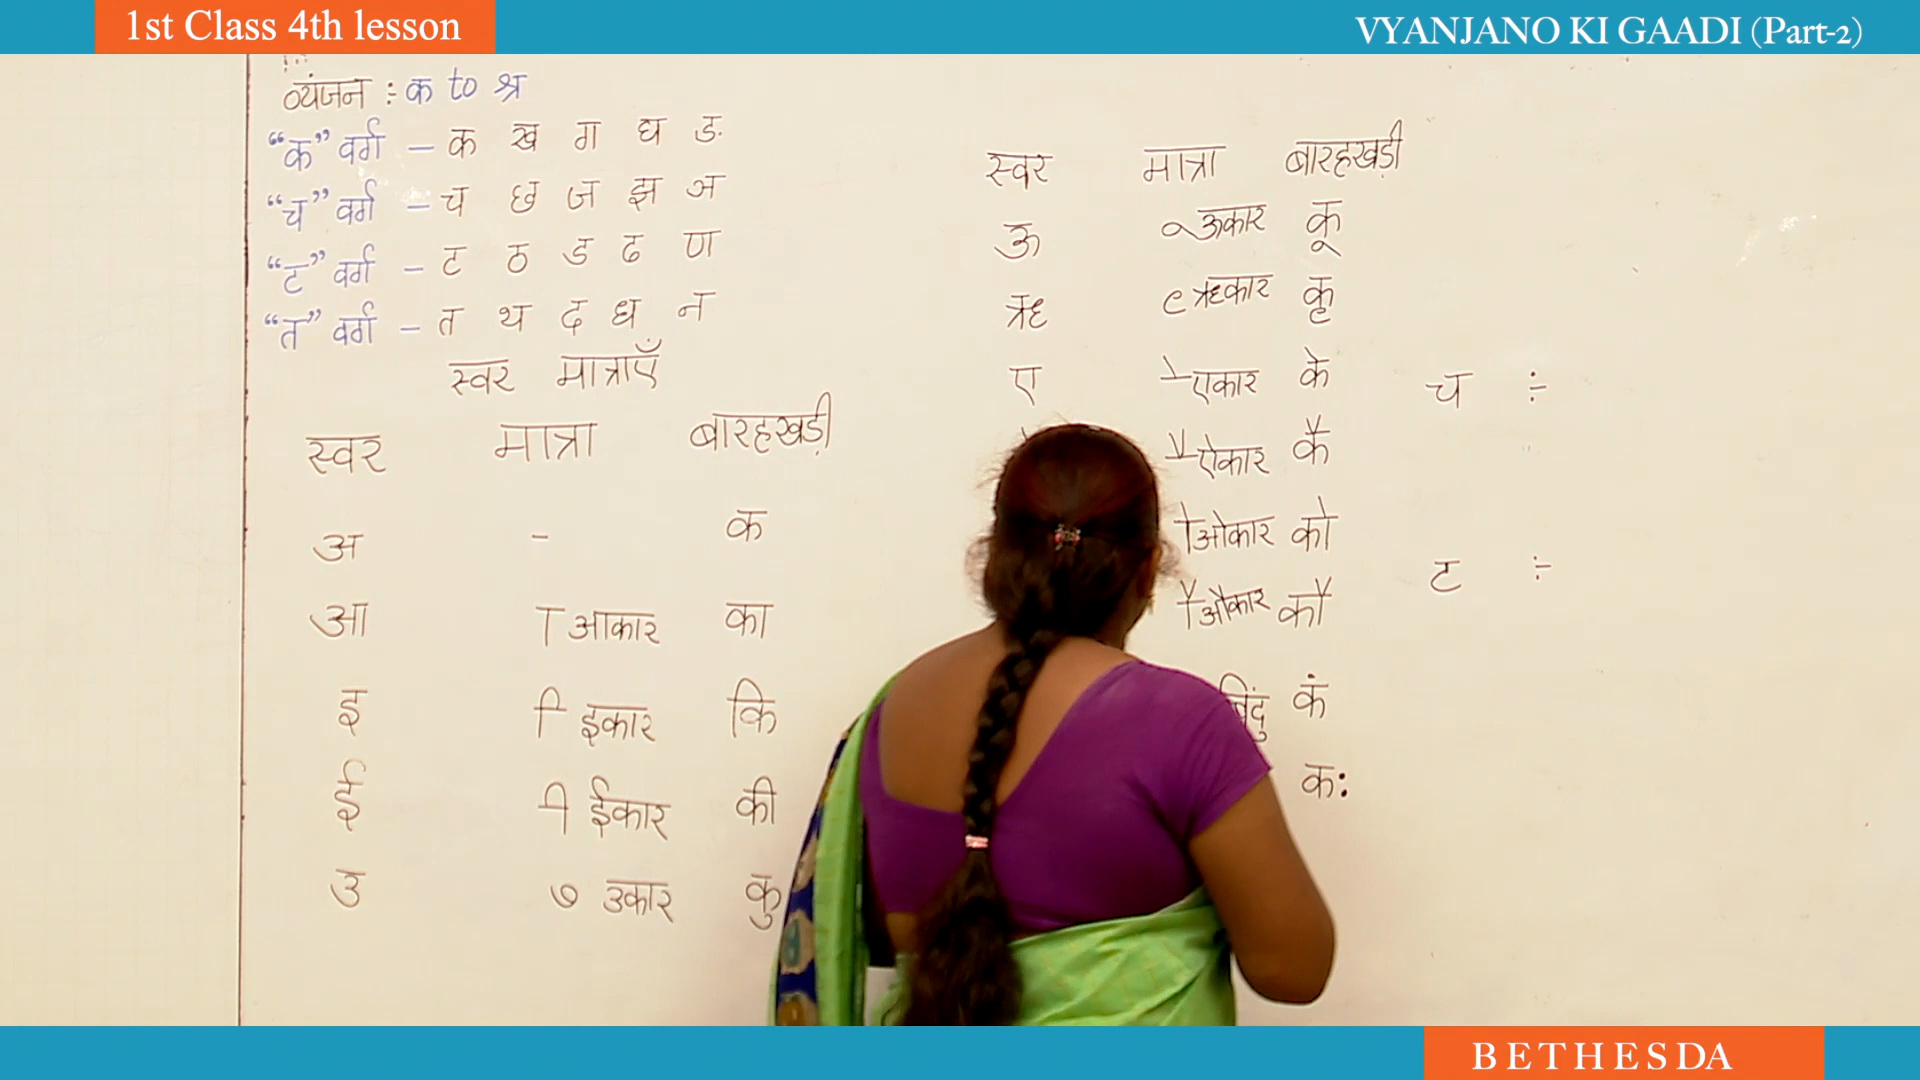 1st Class 4th lesson
VYANJANO KI GAADI (Part-2)
व्यंजन : क to श्र
“क” वर्ग – क ख ग घ ङ
“च” वर्ग – च छ ज झ ञ
“ट” वर्ग – ट ठ ड ढ ण
“त” वर्ग – त थ द ध न
स्वर मात्राएँ
स्वर मात्रा बारहखड़ी
अ - क
आ ा आकार का
इ ि इकार कि
ई ी ईकार की
उ ु उकार कु
स्वर मात्रा बारहखड़ी
ऊ ू ऊकार कू
ऋ ृ ऋकार कृ
ए े एकार के
ै ऐकार कै
ो ओकार को
ौ औकार कौ
बिंदु कं
कः
च ÷
ट ÷
BETHESDA